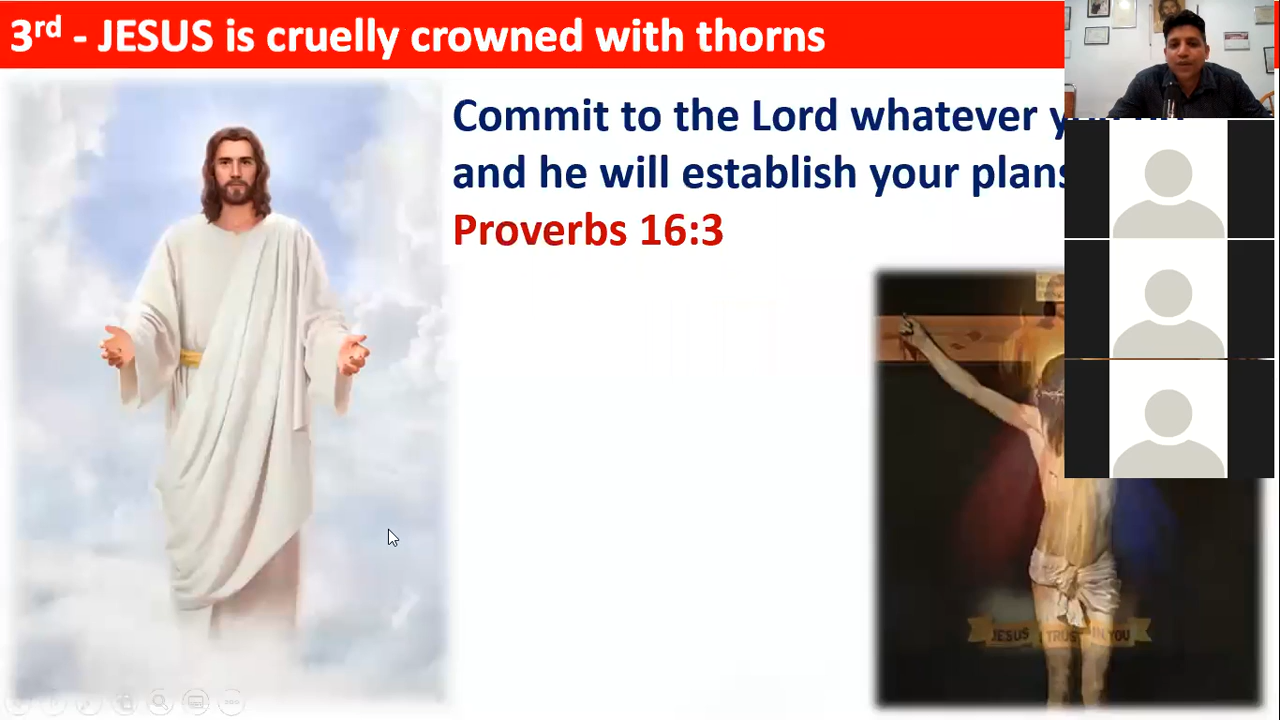 3rd - JESUS is cruelly crowned with thorns
Commit to the Lord whatever
and he will establish your plans
Proverbs 16:3
JESUS I TRUST IN YOU